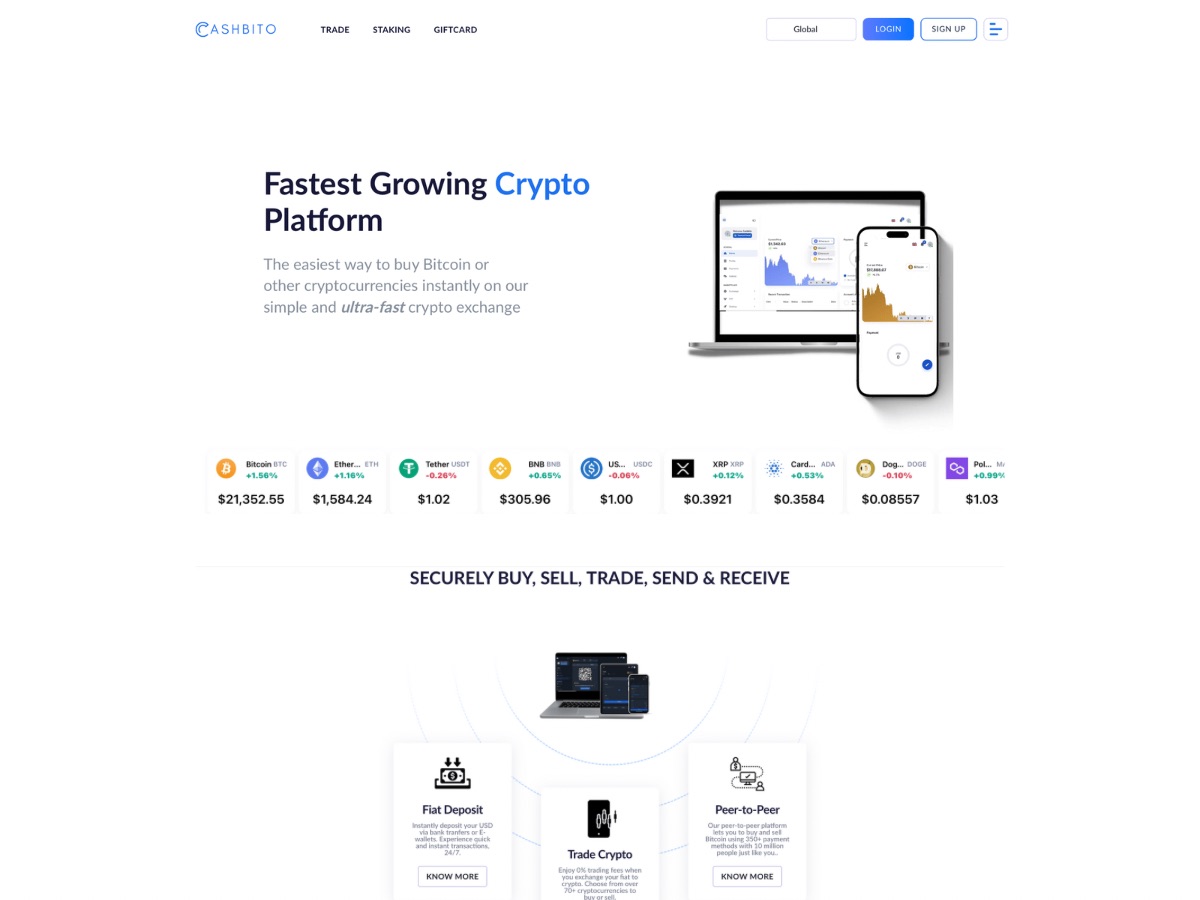 CASHBITO
TRADE
STAKING
GIFTCARD
Global
LOGIN
SIGN UP
Fastest Growing Crypto
Platform
The easiest way to buy Bitcoin or
other cryptocurrencies instantly on our
simple and ultra-fast crypto exchange
Bitcoin BTC
+1.56%
$21,352.55
Ether... ETH
+1.16%
$1,584.24
Tether USDT
-0.26%
$1.02
BNB BNB
+0.65%
$305.96
US... USDC
-0.06%
$1.00
XRP XRP
+0.12%
$0.3921
Card... ADA
+0.53%
$0.3584
Dog... DOGE
-0.10%
$0.08557
Pol...
+0.99%
$1.03
SECURELY BUY, SELL, TRADE, SEND & RECEIVE
Fiat Deposit
Instantly deposit your USD
via bank tranfers or E-
wallets. Experience quick
and instant transactions,
24/7.
KNOW MORE
Trade Crypto
Enjoy 0% trading fees when
you exchange your fiat to
crypto. Choose from over
70+ cryptocurrencies to
buy or sell.
Peer-to-Peer
Our peer-to-peer platform
lets you to buy and sell
Bitcoin using 350+ payment
methods with 10 million
people just like you..
KNOW MORE